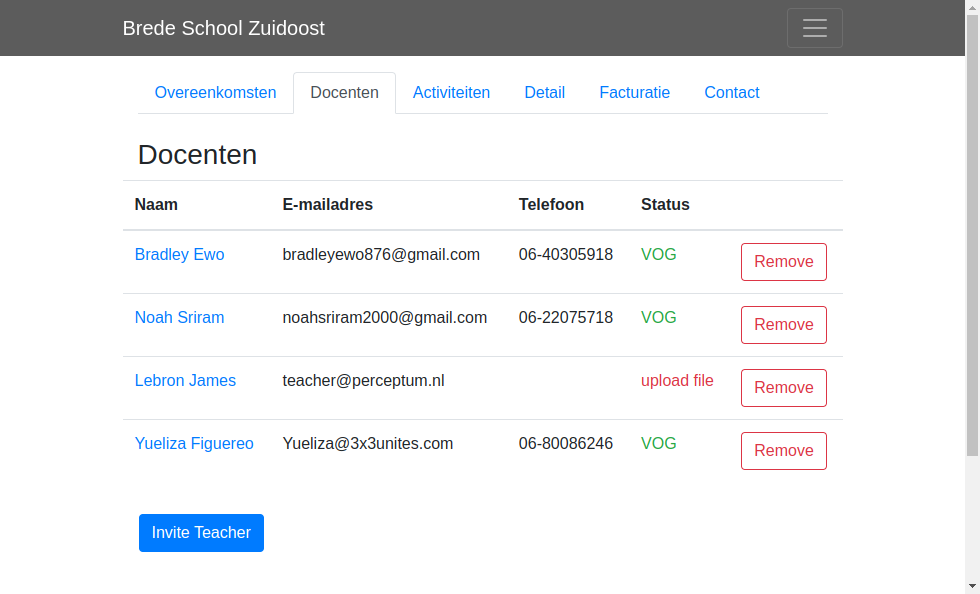 Brede School Zuidoost
Overeenkomsten Docenten Activiteiten Detail Facturatie Contact
Docenten
Naam E-mailadres Telefoon Status
Bradley Ewo bradleyewo876@gmail.com 06-40305918 VOG Remove
Noah Sriram noahsriram2000@gmail.com 06-22075718 VOG Remove
Lebron James teacher@perceptum.nl upload file Remove
Yueliza Figuereo Yueliza@3x3unites.com 06-80086246 VOG Remove
Invite Teacher